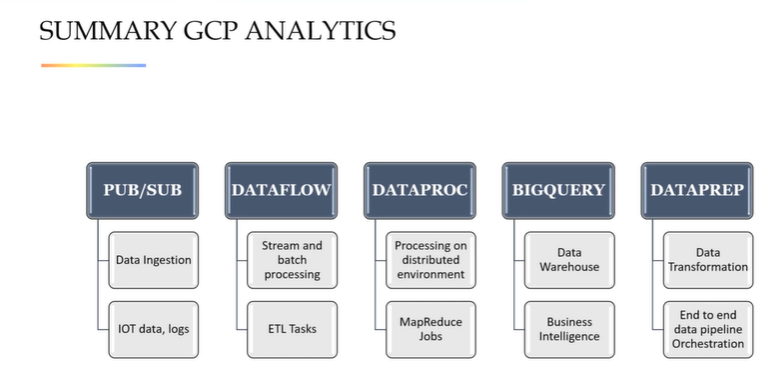 SUMMARY GCP ANALYTICS
PUB/SUB
Data Ingestion
IOT data, logs
DATAFLOW
Stream and
batch
processing
ETL Tasks
DATAPROC
Processing on
distributed
environment
MapReduce
Jobs
BIGQUERY
Data
Warehouse
Business
Intelligence
DATAPREP
Data
Transformation
End to end
data pipeline
Orchestration